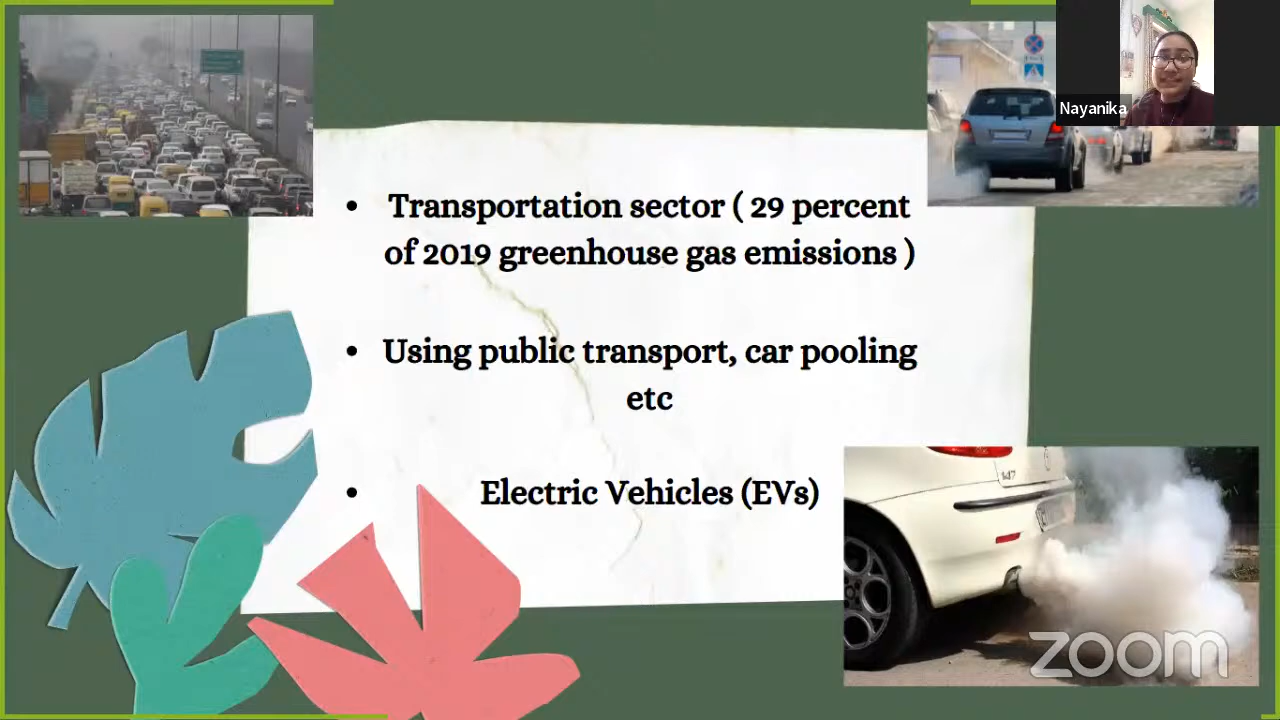 Nayanika
• Transportation sector ( 29 percent
of 2019 greenhouse gas emissions )
• Using public transport, car pooling
etc
• Electric Vehicles (EVs)
zoom